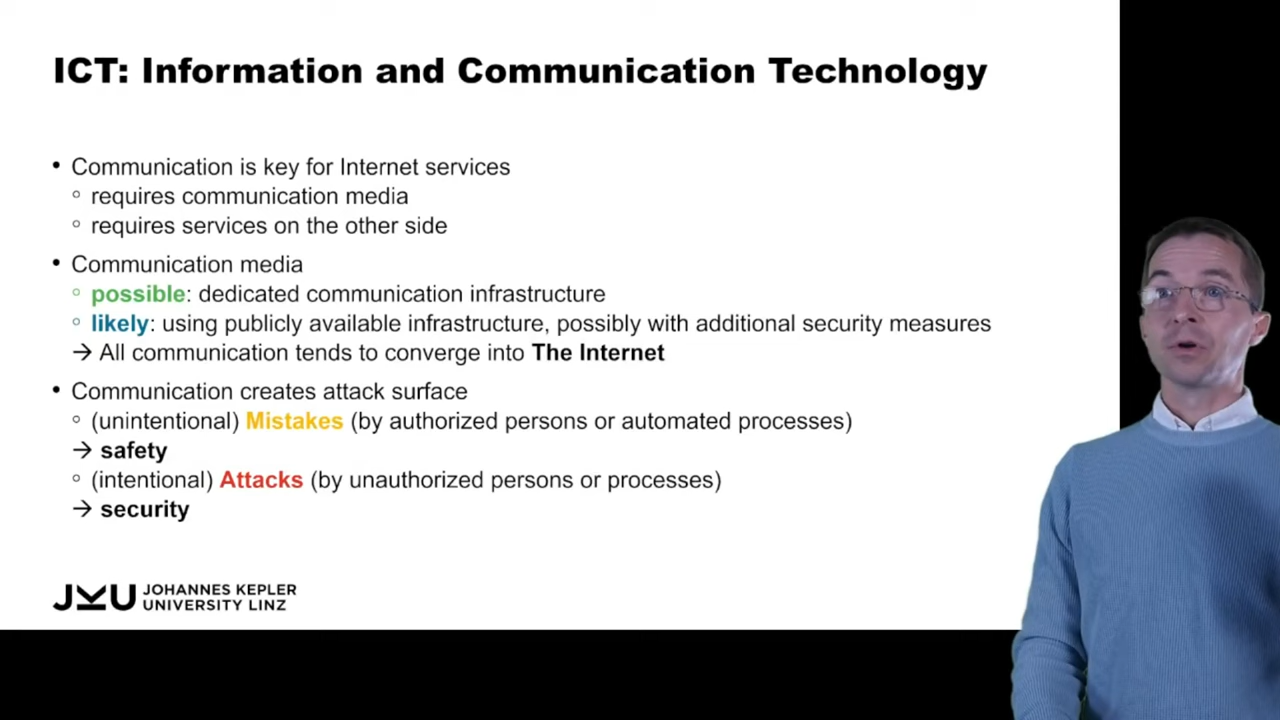 ICT: Information and Communication Technology
• Communication is key for Internet services
◦ requires communication media
◦ requires services on the other side
• Communication media
◦ possible: dedicated communication infrastructure
◦ likely: using publicly available infrastructure, possibly with additional security measures
→ All communication tends to converge into The Internet
• Communication creates attack surface
◦ (unintentional) Mistakes (by authorized persons or automated processes)
→ safety
◦ (intentional) Attacks (by unauthorized persons or processes)
→ security
JKU JOHANNES KEPLER
UNIVERSITY LINZ